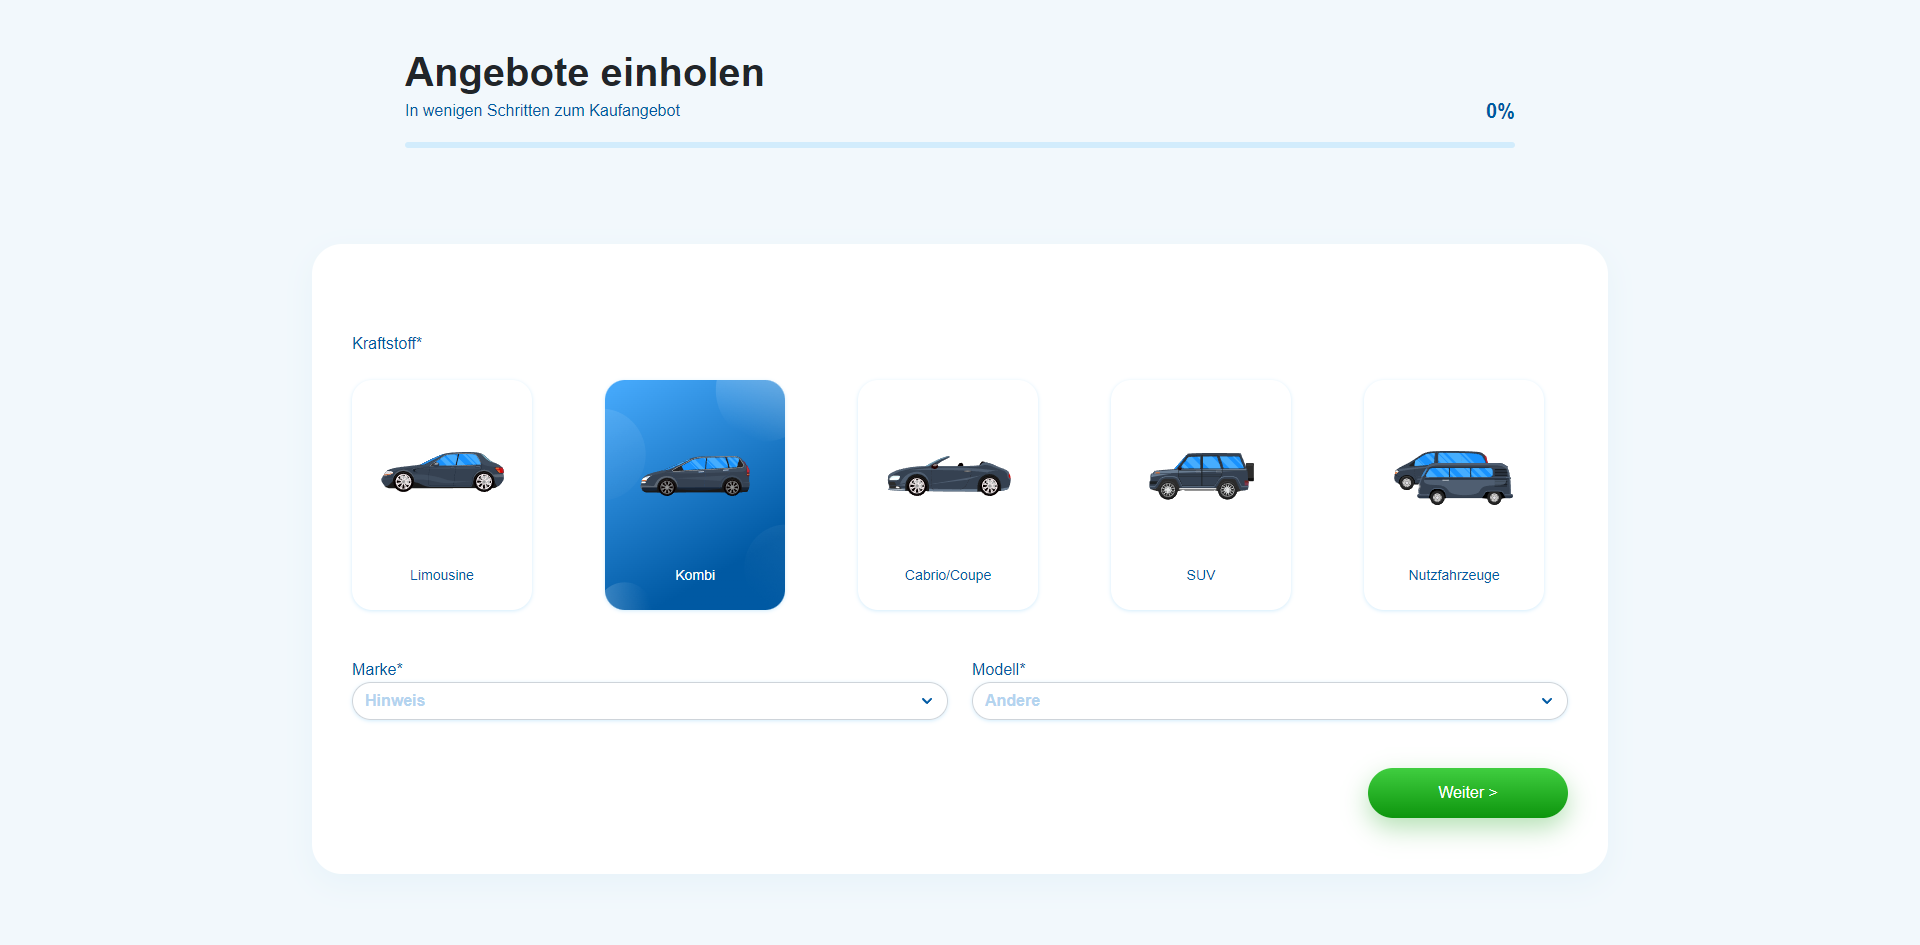 Angebote einholen
In wenigen Schritten zum Kaufangebot
0%
Kraftstoff*
Limousine
Kombi
Cabrio/Coupe
SUV
Nutzfahrzeuge
Marke*
Modell*
Hinweis
Andere
Weiter >